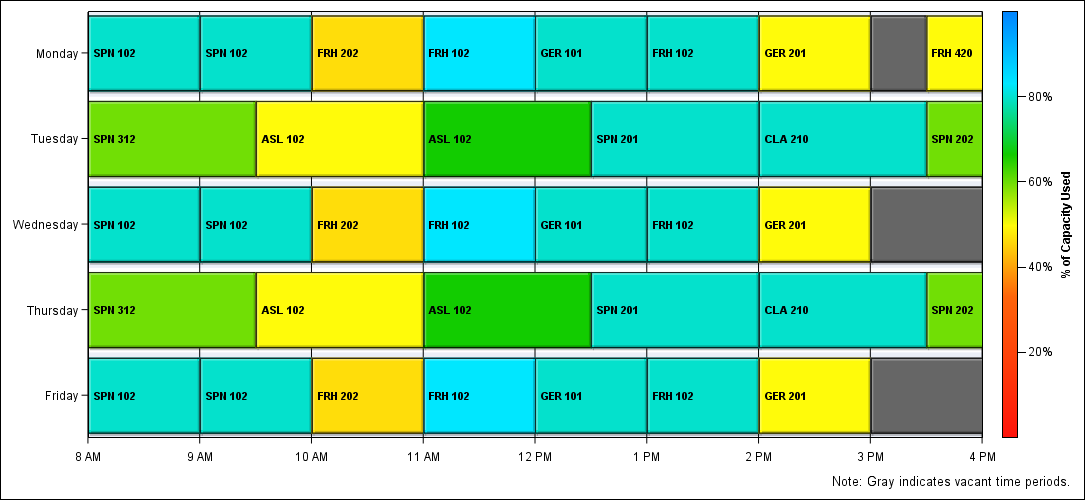 Monday
SPN 102
SPN 102
FRH 202
FRH 102
GER 101
FRH 102
GER 201
FRH 420
Tuesday
SPN 312
ASL 102
ASL 102
SPN 201
CLA 210
SPN 202
Wednesday
SPN 102
SPN 102
FRH 202
FRH 102
GER 101
FRH 102
GER 201
Thursday
SPN 312
ASL 102
ASL 102
SPN 201
CLA 210
SPN 202
Friday
SPN 102
SPN 102
FRH 202
FRH 102
GER 101
FRH 102
GER 201
8 AM
9 AM
10 AM
11 AM
12 PM
1 PM
2 PM
3 PM
4 PM
80%
60%
40%
20%
% of Capacity Used
Note: Gray indicates vacant time periods.